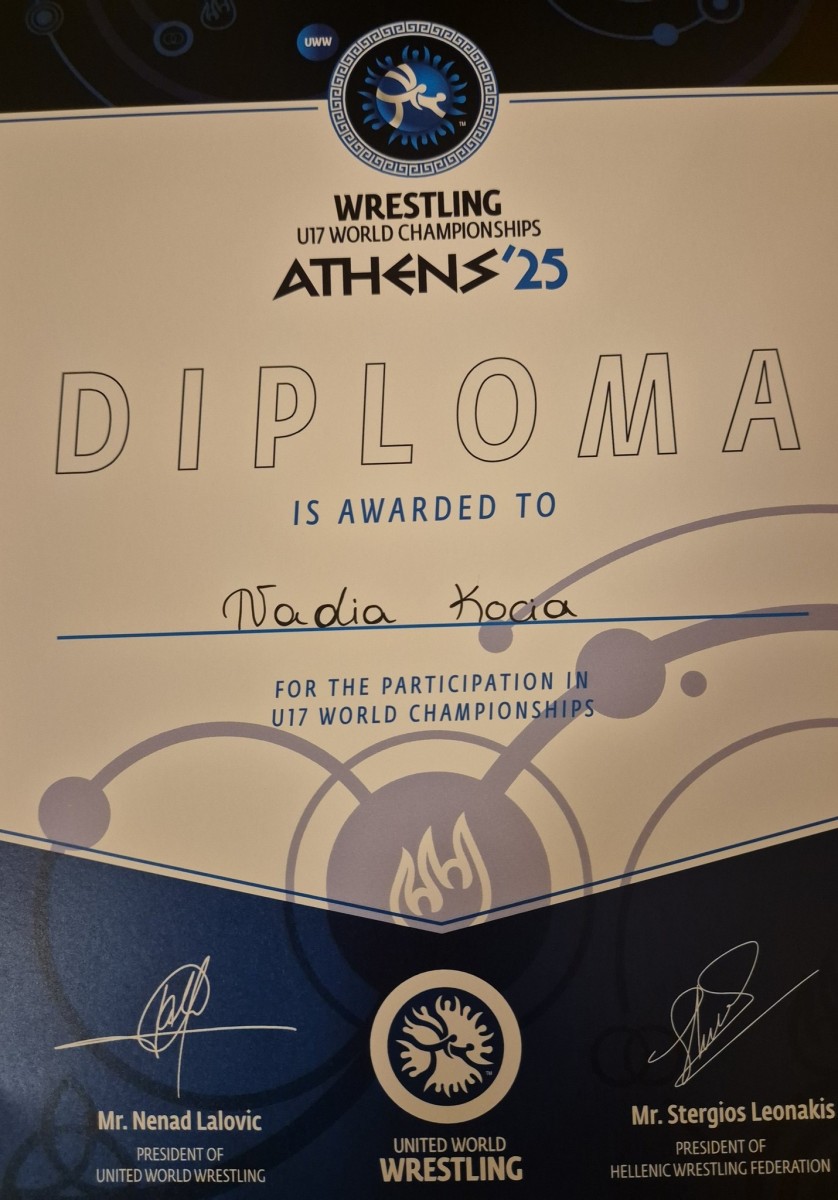 UWW
WRESTLING
U17 WORLD CHAMPIONSHIPS
ATHENS '25
DIPLOMA
IS AWARDED TO
Nadia Kocia
FOR THE PARTICIPATION IN
U17 WORLD CHAMPIONSHIPS
Mr. Nenad Lalovic
PRESIDENT OF
UNITED WORLD WRESTLING
UNITED WORLD
WRESTLING
Mr. Stergios Leonakis
PRESIDENT OF
HELLENIC WRESTLING FEDERATION